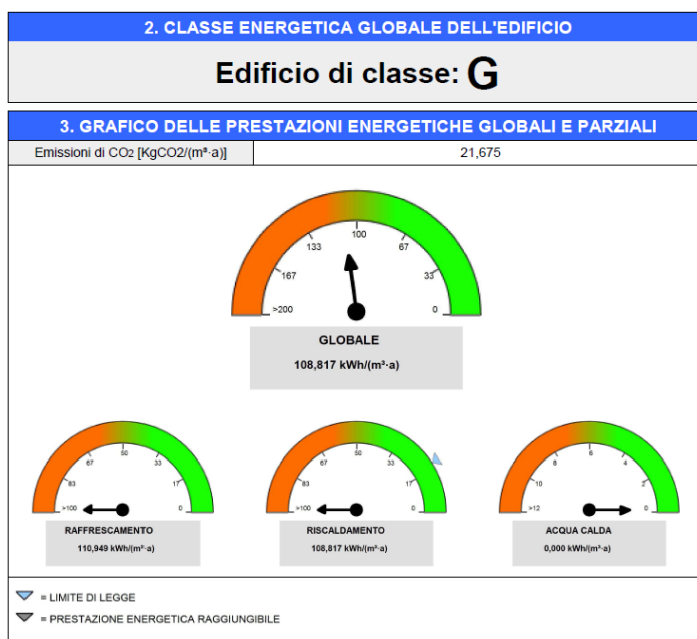 2. CLASSE ENERGETICA GLOBALE DELL'EDIFICIO
Edificio di classe: G
3. GRAFICO DELLE PRESTAZIONI ENERGETICHE GLOBALI E PARZIALI
Emissioni di CO2 [KgCO2/(m³·a)] 21,675
>200 167 133 100 67 33 0
GLOBALE
108,817 kWh/(m³·a)
>100 83 67 50 33 17 0
RAFFRESCAMENTO
110,949 kWh/(m³·a)
>100 83 67 50 33 17 0
RISCALDAMENTO
108,817 kWh/(m³·a)
>12 10 8 6 4 2 0
ACQUA CALDA
0,000 kWh/(m³·a)
= LIMITE DI LEGGE
= PRESTAZIONE ENERGETICA RAGGIUNGIBILE